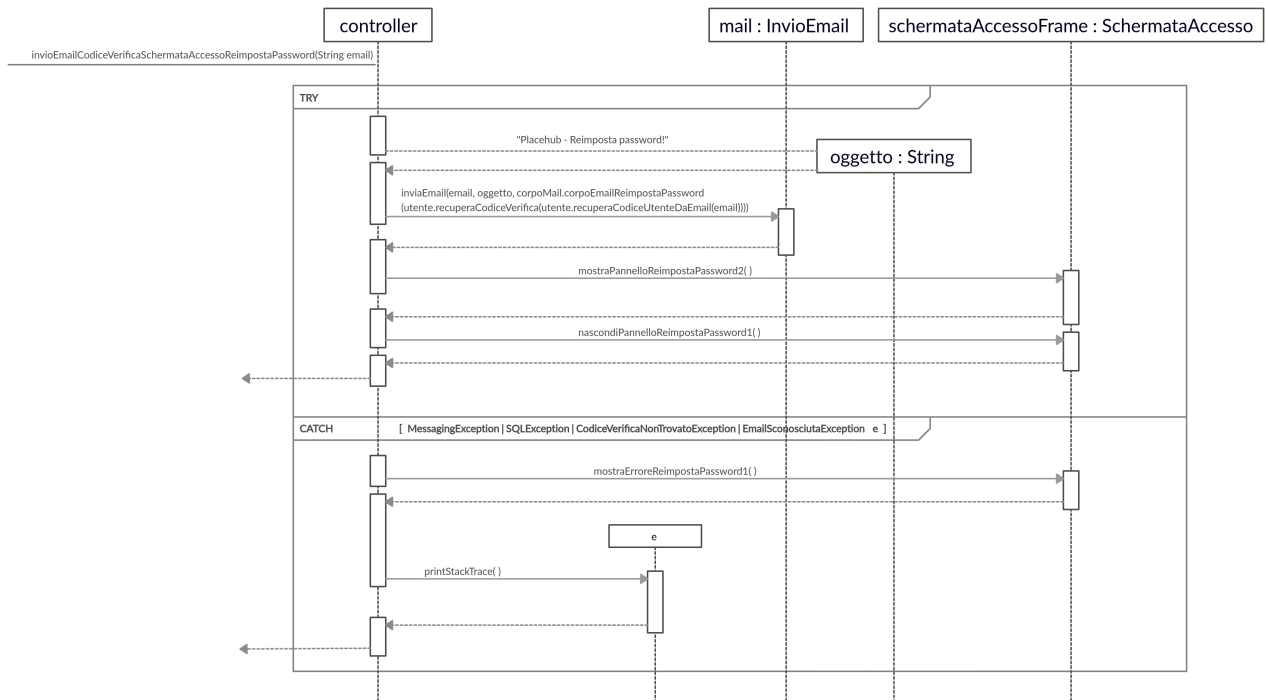 controller
mail : InvioEmail
schermataAccessoFrame : SchermataAccesso
invioEmailCodiceVerificaSchermataAccessoReimpostaPassword(String email)
TRY
"Placehub - Reimposta password!"
oggetto : String
inviaEmail(email, oggetto, corpoMail.corpoEmailReimpostaPassword
(utente.recuperaCodiceVerifica(utente.recuperaCodiceUtenteDaEmail(email))))
mostraPannelloReimpostaPassword2( )
nascondiPannelloReimpostaPassword1( )
CATCH [ MessagingException | SQLException | CodiceVerificaNonTrovatoException | EmailSconosciutaException e ]
mostraErroreReimpostaPassword1( )
e
printStackTrace( )